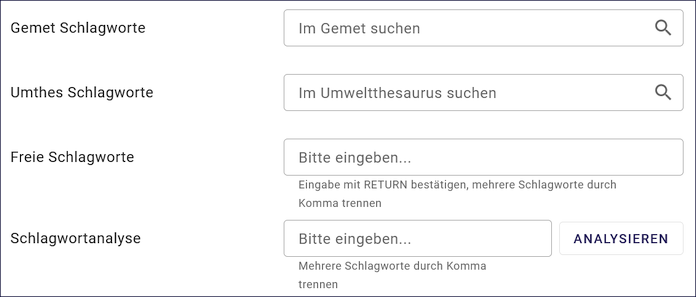 Gemet Schlagworte
Im Gemet suchen
Umthes Schlagworte
Im Umweltthesaurus suchen
Freie Schlagworte
Bitte eingeben...
Eingabe mit RETURN bestätigen, mehrere Schlagworte durch
Komma trennen
Schlagwortanalyse
Bitte eingeben...
ANALYSIEREN
Mehrere Schlagworte durch Komma
trennen